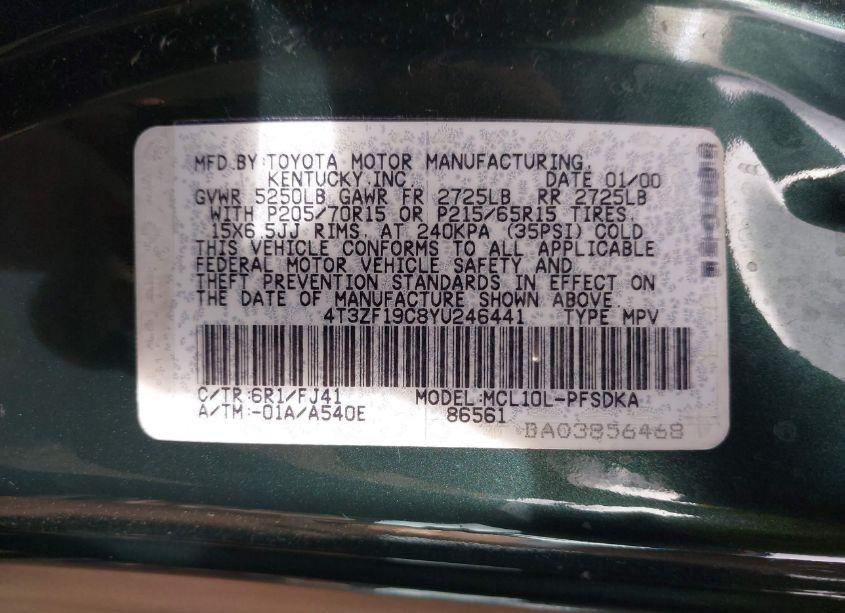 MFD.BY:TOYOTA MOTOR MANUFACTURING,
KENTUCKY,INC. DATE 01/00
GVWR 5250LB GAWR FR 2725LB RR 2725LB
WITH P205/70R15 OR P215/65R15 TIRES,
15X6.5JJ RIMS, AT 240KPA (35PSI) COLD
THIS VEHICLE CONFORMS TO ALL APPLICABLE
FEDERAL MOTOR VEHICLE SAFETY AND
THEFT PREVENTION STANDARDS IN EFFECT ON
THE DATE OF MANUFACTURE SHOWN ABOVE.
4T3ZF19C8YU246441 TYPE MPV
C/TR:6R1/FJ41 MODEL:MCL10L-PFSDKA
A/TM:-01A/A540E 86561
BA03856468